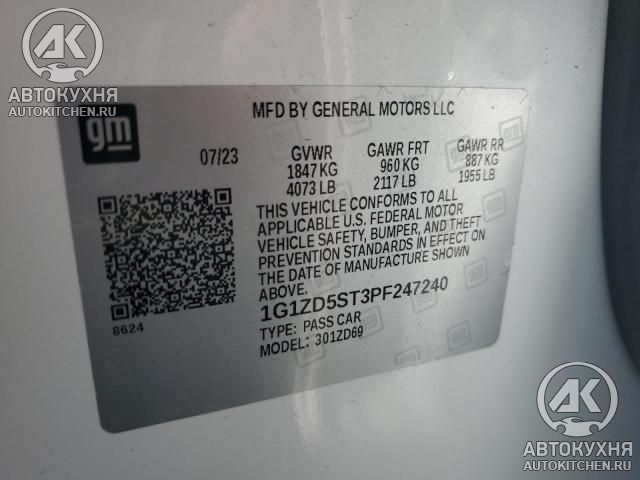 AK
АВТОКУХНЯ
AUTOKITCHEN.RU
gm
MFD BY GENERAL MOTORS LLC
07/23 GVWR GAWR FRT GAWR RR
1847 KG 960 KG 887 KG
4073 LB 2117 LB 1955 LB
THIS VEHICLE CONFORMS TO ALL
APPLICABLE U.S. FEDERAL MOTOR
VEHICLE SAFETY, BUMPER, AND THEFT
PREVENTION STANDARDS IN EFFECT ON
THE DATE OF MANUFACTURE SHOWN
ABOVE.
8624
1G1ZD5ST3PF247240
TYPE: PASS CAR
MODEL: 301ZD69
AK
АВТОКУХНЯ
AUTOKITCHEN.RU